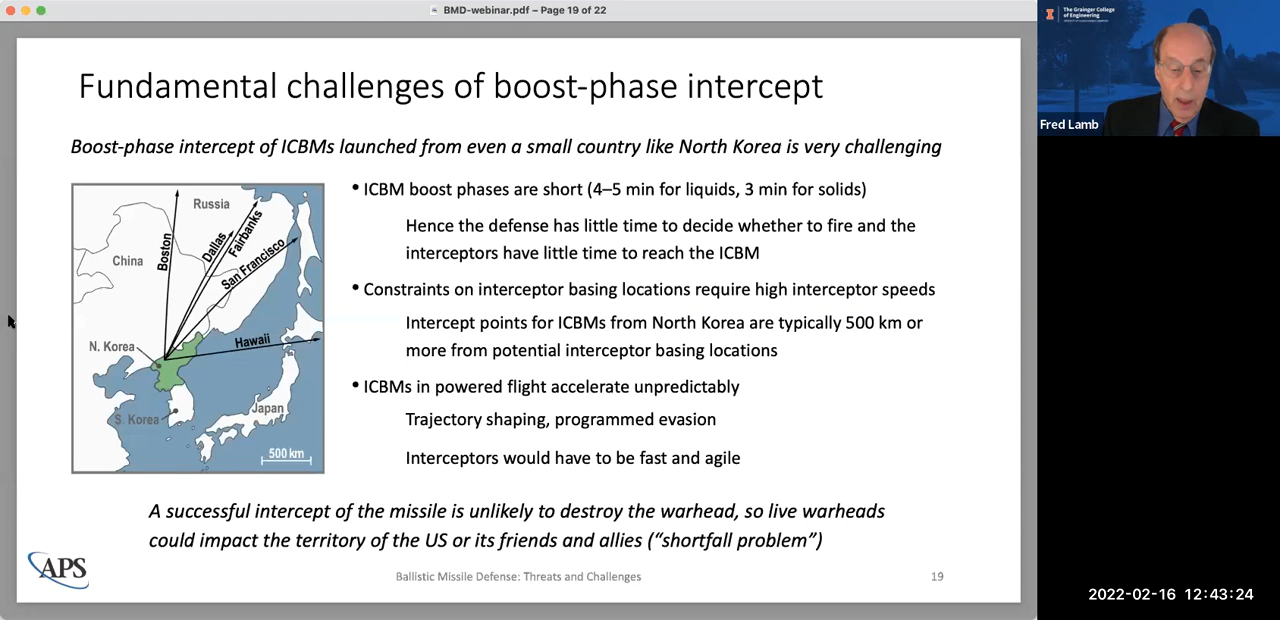 BMD-webinar.pdf – Page 19 of 22
Fundamental challenges of boost-phase intercept
Boost-phase intercept of ICBMs launched from even a small country like North Korea is very challenging
Russia
China
Boston
Dallas
Fairbanks
San Francisco
Hawaii
N. Korea
S. Korea
Japan
500 km
• ICBM boost phases are short (4–5 min for liquids, 3 min for solids)
Hence the defense has little time to decide whether to fire and the
interceptors have little time to reach the ICBM
• Constraints on interceptor basing locations require high interceptor speeds
Intercept points for ICBMs from North Korea are typically 500 km or
more from potential interceptor basing locations
• ICBMs in powered flight accelerate unpredictably
Trajectory shaping, programmed evasion
Interceptors would have to be fast and agile
A successful intercept of the missile is unlikely to destroy the warhead, so live warheads
could impact the territory of the US or its friends and allies (“shortfall problem”)
APS
Ballistic Missile Defense: Threats and Challenges
19
I
The Grainger College
of Engineering
Fred Lamb
2022-02-16 12:43:24